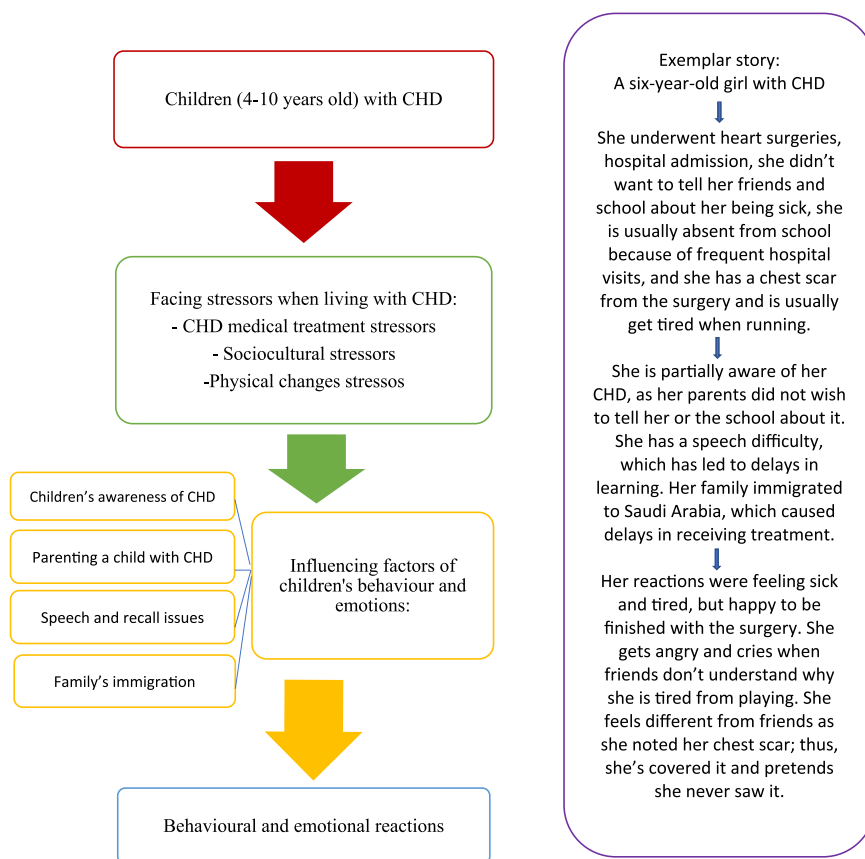 Children (4-10 years old) with CHD
Facing stressors when living with CHD:
- CHD medical treatment stressors
- Sociocultural stressors
-Physical changes stressos
Children’s awareness of CHD
Parenting a child with CHD
Speech and recall issues
Family’s immigration
Influencing factors of
children's behaviour and
emotions:
Behavioural and emotional reactions
Exemplar story:
A six-year-old girl with CHD
She underwent heart surgeries,
hospital admission, she didn’t
want to tell her friends and
school about her being sick, she
is usually absent from school
because of frequent hospital
visits, and she has a chest scar
from the surgery and is usually
get tired when running.
She is partially aware of her
CHD, as her parents did not wish
to tell her or the school about it.
She has a speech difficulty,
which has led to delays in
learning. Her family immigrated
to Saudi Arabia, which caused
delays in receiving treatment.
Her reactions were feeling sick
and tired, but happy to be
finished with the surgery. She
gets angry and cries when
friends don’t understand why
she is tired from playing. She
feels different from friends as
she noted her chest scar; thus,
she’s covered it and pretends
she never saw it.